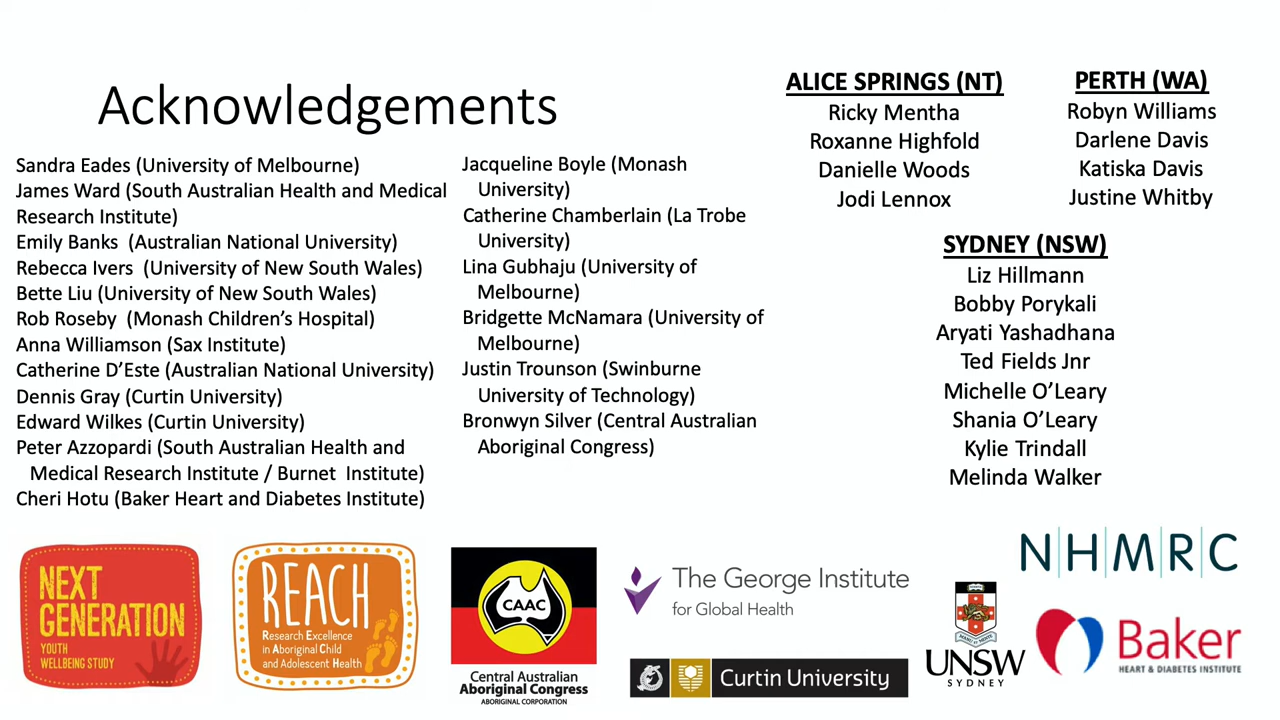 Acknowledgements
Sandra Eades (University of Melbourne)
James Ward (South Australian Health and Medical
Research Institute)
Emily Banks (Australian National University)
Rebecca Ivers (University of New South Wales)
Bette Liu (University of New South Wales)
Rob Roseby (Monash Children’s Hospital)
Anna Williamson (Sax Institute)
Catherine D’Este (Australian National University)
Dennis Gray (Curtin University)
Edward Wilkes (Curtin University)
Peter Azzopardi (South Australian Health and
Medical Research Institute / Burnet Institute)
Cheri Hotu (Baker Heart and Diabetes Institute)
Jacqueline Boyle (Monash
University)
Catherine Chamberlain (La Trobe
University)
Lina Gubhaju (University of
Melbourne)
Bridgette McNamara (University of
Melbourne)
Justin Trounson (Swinburne
University of Technology)
Bronwyn Silver (Central Australian
Aboriginal Congress)
ALICE SPRINGS (NT)
Ricky Mentha
Roxanne Highfold
Danielle Woods
Jodi Lennox
PERTH (WA)
Robyn Williams
Darlene Davis
Katiska Davis
Justine Whitby
SYDNEY (NSW)
Liz Hillmann
Bobby Porykali
Aryati Yashadhana
Ted Fields Jnr
Michelle O’Leary
Shania O’Leary
Kylie Trindall
Melinda Walker
NEXT
GENERATION
YOUTH
WELLBEING STUDY
REACH
Research Excellence
in Aboriginal Child
and Adolescent Health
CAAC
Central Australian
Aboriginal Congress
ABORIGINAL CORPORATION
The George Institute
for Global Health
Curtin University
UNSW
SYDNEY
NHMRC
Baker
HEART & DIABETES INSTITUTE